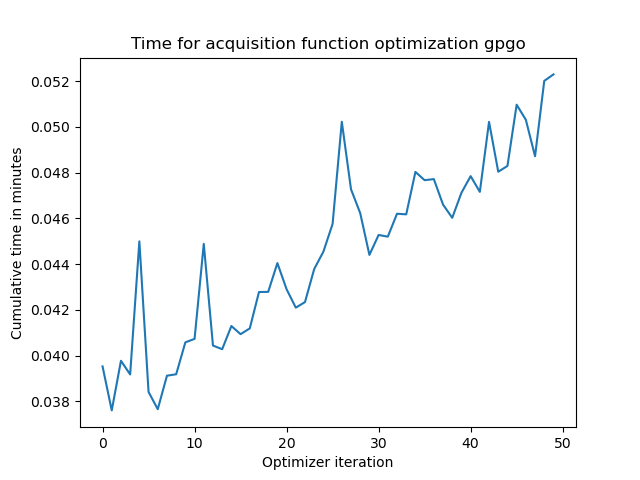 Time for acquisition function optimization gpgo
0.052
0.050
0.048
0.046
0.044
0.042
0.040
0.038
Cumulative time in minutes
0 10 20 30 40 50
Optimizer iteration